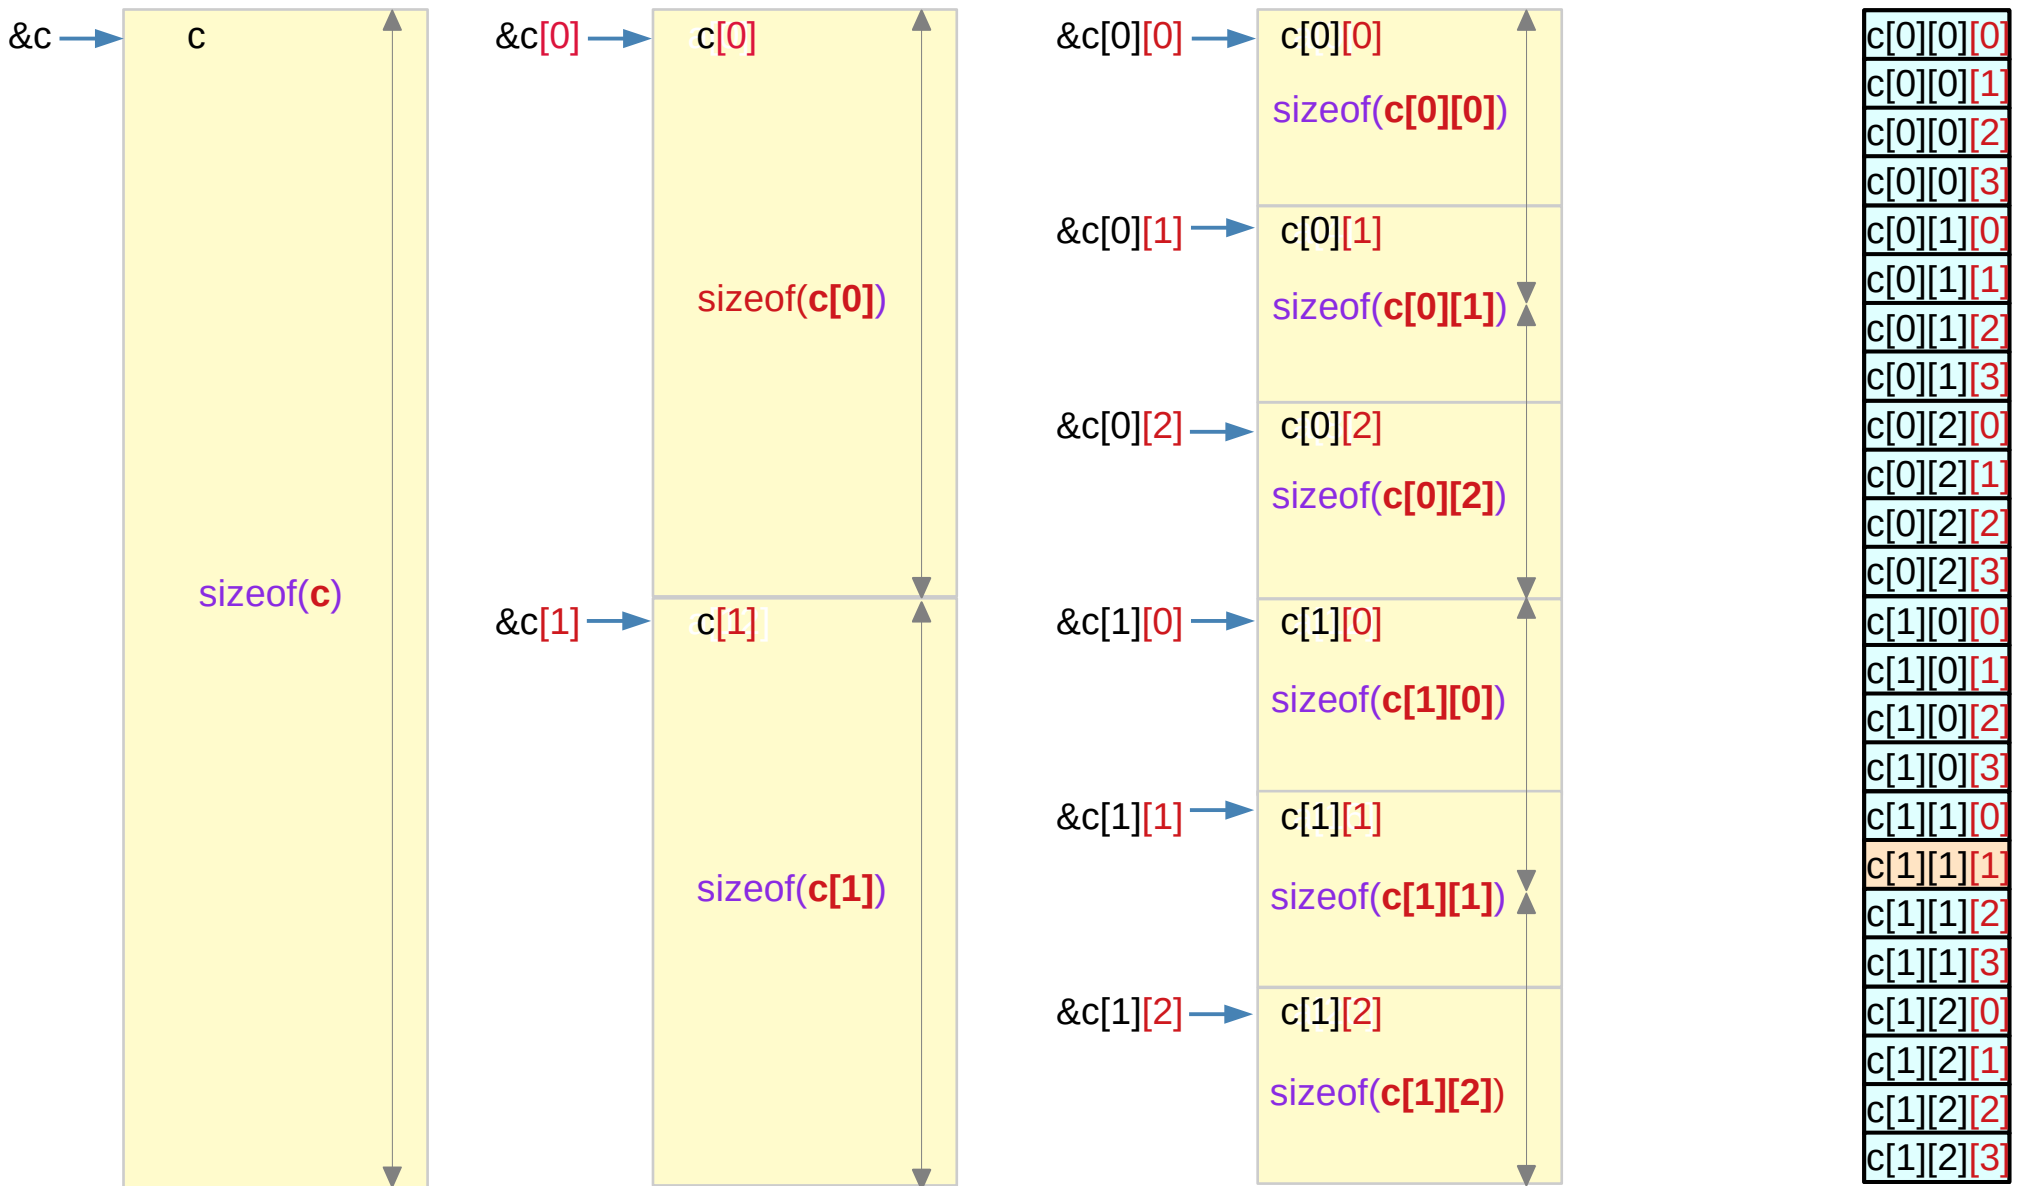 &c
c
sizeof(c)
&c[0]
c[0]
sizeof(c[0])
&c[1]
c[1]
sizeof(c[1])
&c[0][0]
c[0][0]
sizeof(c[0][0])
&c[0][1]
c[0][1]
sizeof(c[0][1])
&c[0][2]
c[0][2]
sizeof(c[0][2])
&c[1][0]
c[1][0]
sizeof(c[1][0])
&c[1][1]
c[1][1]
sizeof(c[1][1])
&c[1][2]
c[1][2]
sizeof(c[1][2])
c[0][0][0]
c[0][0][1]
c[0][0][2]
c[0][0][3]
c[0][1][0]
c[0][1][1]
c[0][1][2]
c[0][1][3]
c[0][2][0]
c[0][2][1]
c[0][2][2]
c[0][2][3]
c[1][0][0]
c[1][0][1]
c[1][0][2]
c[1][0][3]
c[1][1][0]
c[1][1][1]
c[1][1][2]
c[1][1][3]
c[1][2][0]
c[1][2][1]
c[1][2][2]
c[1][2][3]